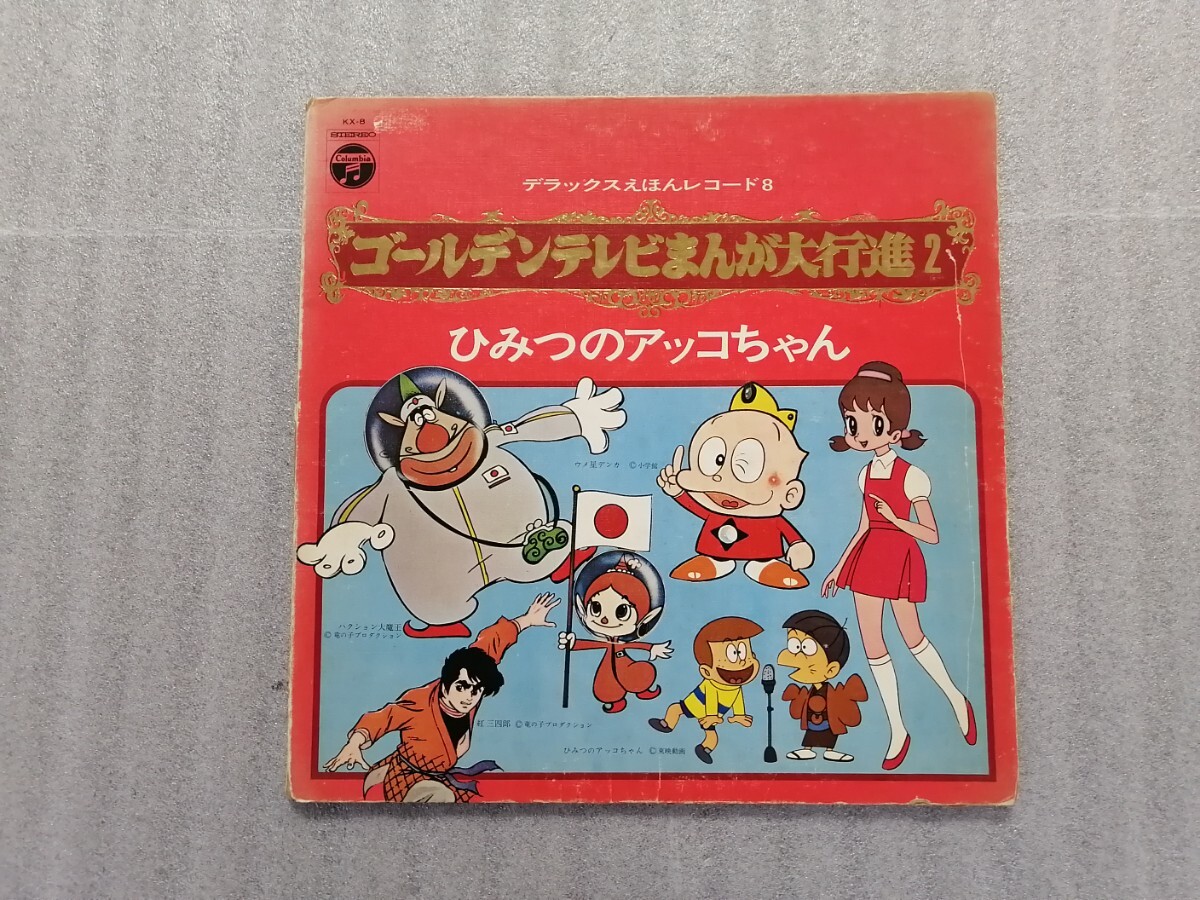 KX-8
STEREO
Columbia
デラックスえほんレコード8
ゴールデンテレビまんが大行進2
ひみつのアッコちゃん
ウメ星デンカ ©小学館
ハクション大魔王
©竜の子プロダクション
紅三四郎 ©竜の子プロダクション
ひみつのアッコちゃん ©東映動画